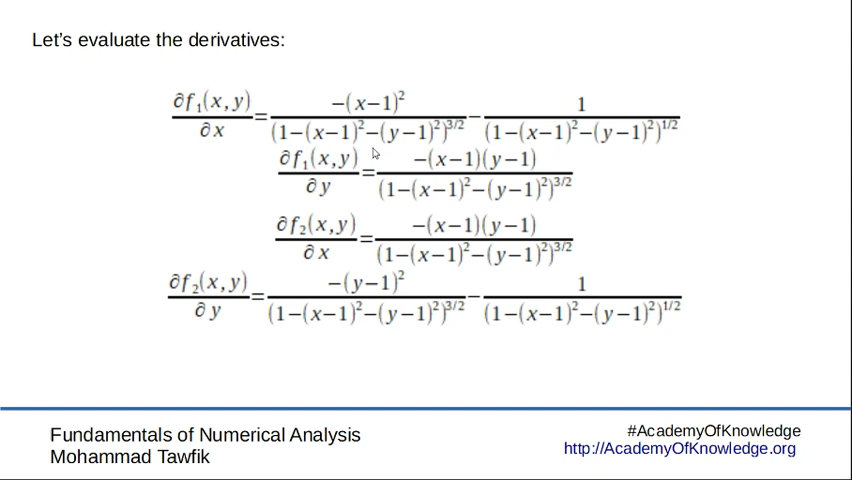 Let's evaluate the derivatives:
∂f₁(x,y)/∂x = −(x−1)²/(1−(x−1)²−(y−1)²)^3/2 − 1/(1−(x−1)²−(y−1)²)^1/2
∂f₁(x,y)/∂y = −(x−1)(y−1)/(1−(x−1)²−(y−1)²)^3/2
∂f₂(x,y)/∂x = −(x−1)(y−1)/(1−(x−1)²−(y−1)²)^3/2
∂f₂(x,y)/∂y = −(y−1)²/(1−(x−1)²−(y−1)²)^3/2 − 1/(1−(x−1)²−(y−1)²)^1/2
Fundamentals of Numerical Analysis
Mohammad Tawfik
#AcademyOfKnowledge
http://AcademyOfKnowledge.org